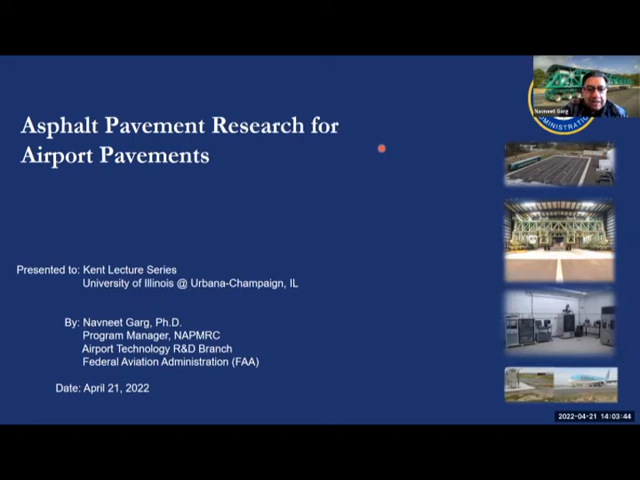 Asphalt Pavement Research for
Airport Pavements
Navneet Garg
MINISTRATIO
Presented to: Kent Lecture Series
University of Illinois @ Urbana-Champaign, IL
By: Navneet Garg, Ph.D.
Program Manager, NAPMRC
Airport Technology R&D Branch
Federal Aviation Administration (FAA)
Date: April 21, 2022
2022-04-21 14:03:44